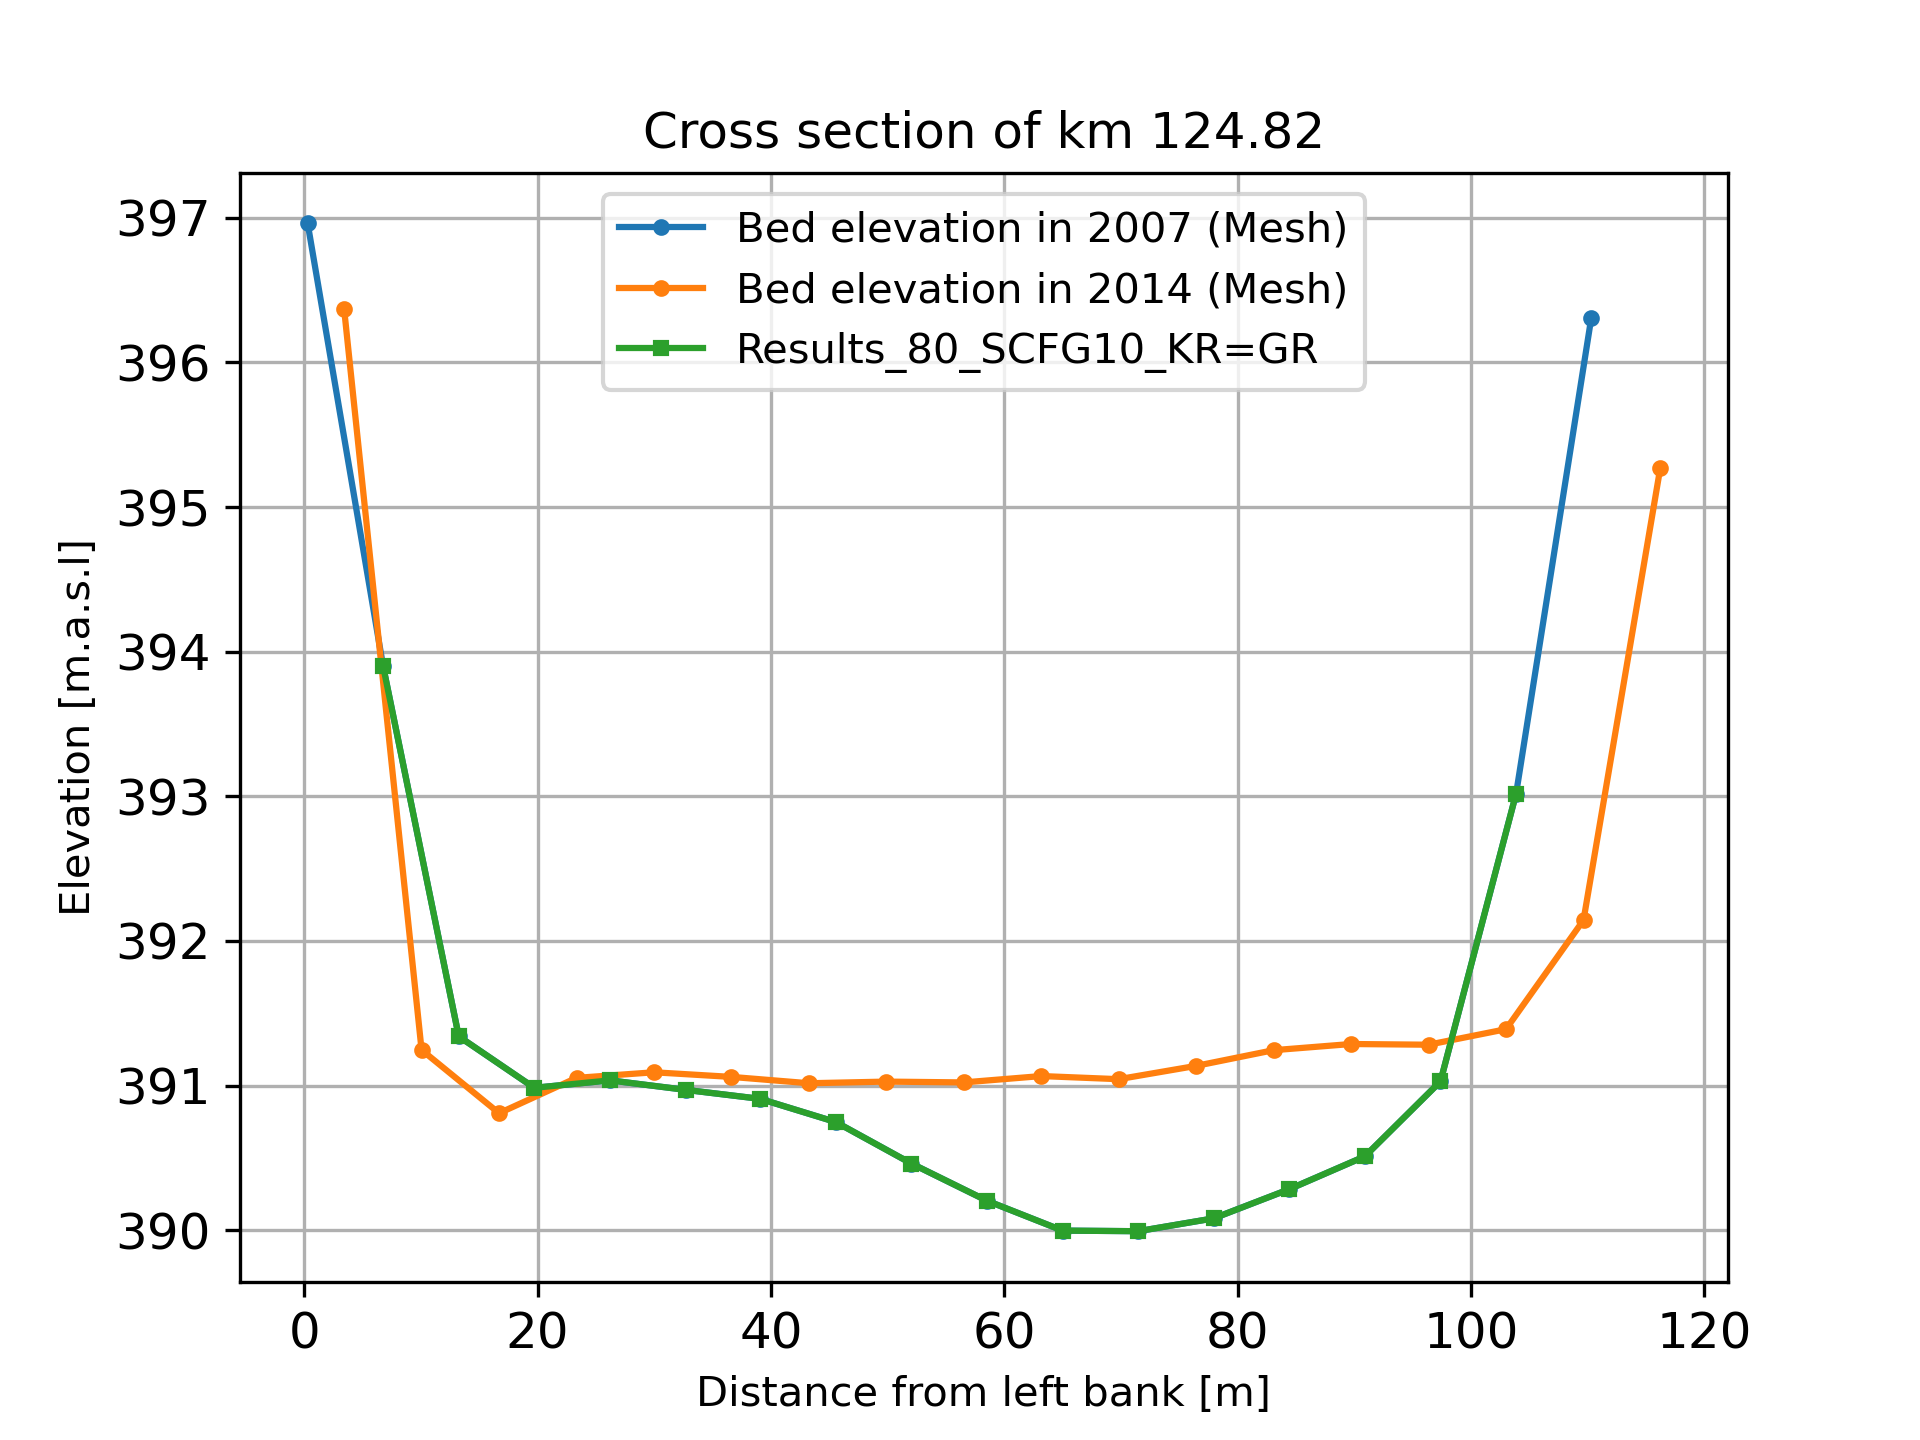 Cross section of km 124.82
Bed elevation in 2007 (Mesh)
Bed elevation in 2014 (Mesh)
Results_80_SCFG10_KR=GR
Elevation [m.a.s.l]
397
396
395
394
393
392
391
390
0 20 40 60 80 100 120
Distance from left bank [m]